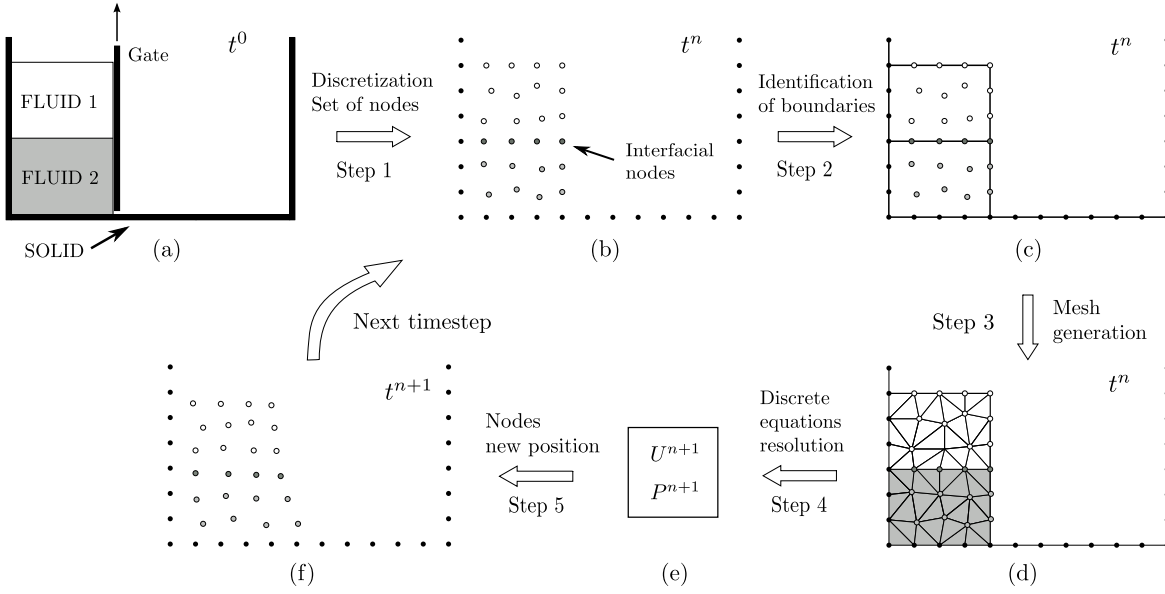 t^0
Gate
FLUID 1
FLUID 2
SOLID
(a)
Discretization
Set of nodes
Step 1
t^n
Interfacial
nodes
(b)
Identification
of boundaries
Step 2
t^n
(c)
Step 3
Mesh
generation
t^n
(d)
Discrete
equations
resolution
Step 4
U^{n+1}
P^{n+1}
(e)
Nodes
new position
Step 5
t^{n+1}
(f)
Next timestep